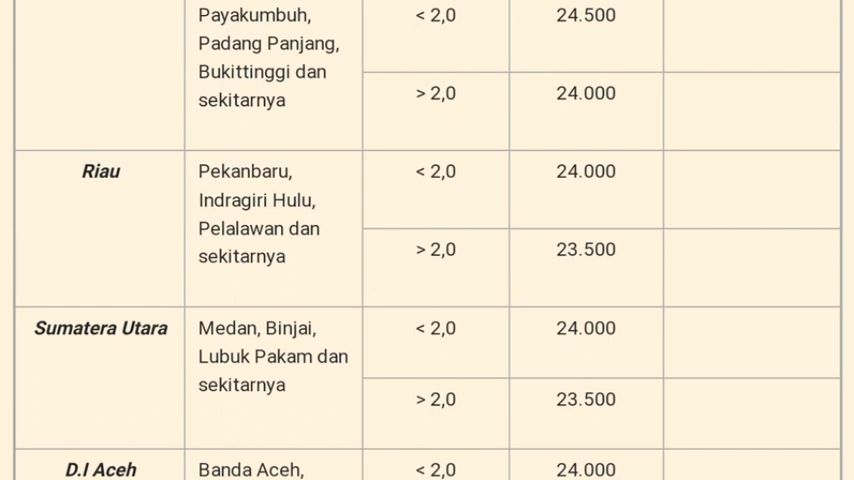 Payakumbuh,
Padang Panjang,
Bukittinggi dan
sekitarnya
< 2,0 24.500
> 2,0 24.000
Riau
Pekanbaru,
Indragiri Hulu,
Pelalawan dan
sekitarnya
< 2,0 24.000
> 2,0 23.500
Sumatera Utara
Medan, Binjai,
Lubuk Pakam dan
sekitarnya
< 2,0 24.000
> 2,0 23.500
D.I Aceh
Banda Aceh,
< 2,0 24.000